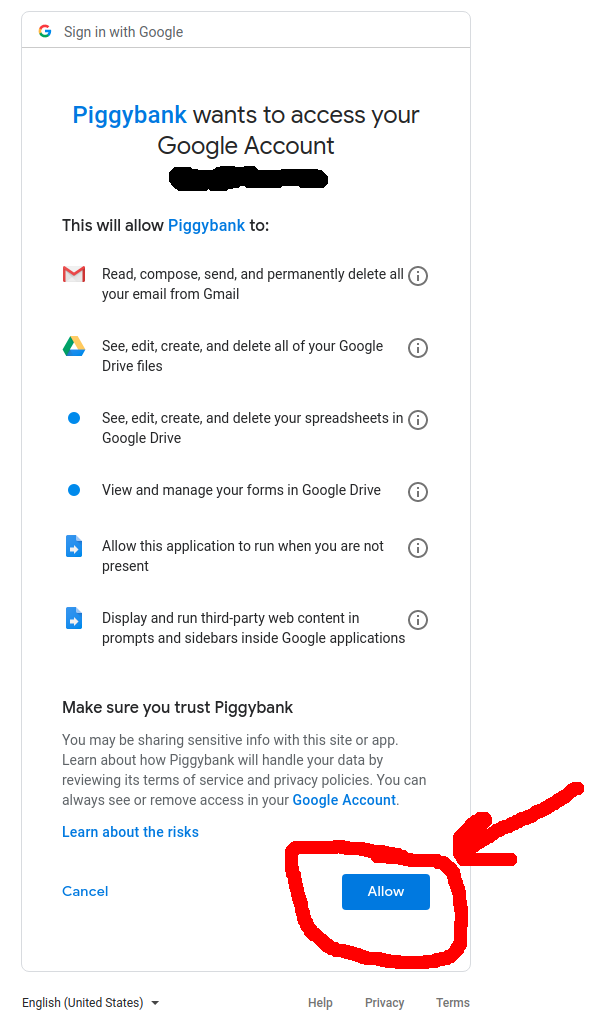 Sign in with Google
Piggybank wants to access your
Google Account
This will allow Piggybank to:
Read, compose, send, and permanently delete all
your email from Gmail
See, edit, create, and delete all of your Google
Drive files
See, edit, create, and delete your spreadsheets in
Google Drive
View and manage your forms in Google Drive
Allow this application to run when you are not
present
Display and run third-party web content in
prompts and sidebars inside Google applications
Make sure you trust Piggybank
You may be sharing sensitive info with this site or app.
Learn about how Piggybank will handle your data by
reviewing its terms of service and privacy policies. You can
always see or remove access in your Google Account.
Learn about the risks
Cancel Allow
English (United States) Help Privacy Terms